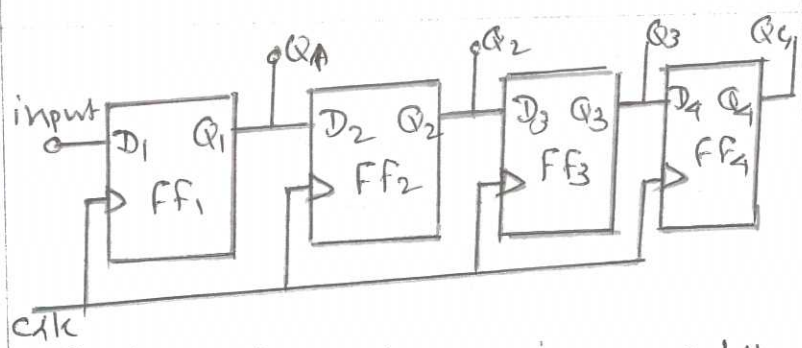 QA Q2 Q3 Q4
input D1 Q1 D2 Q2 D3 Q3 D4 Q4
FF1 FF2 FF3 FF4
Clk